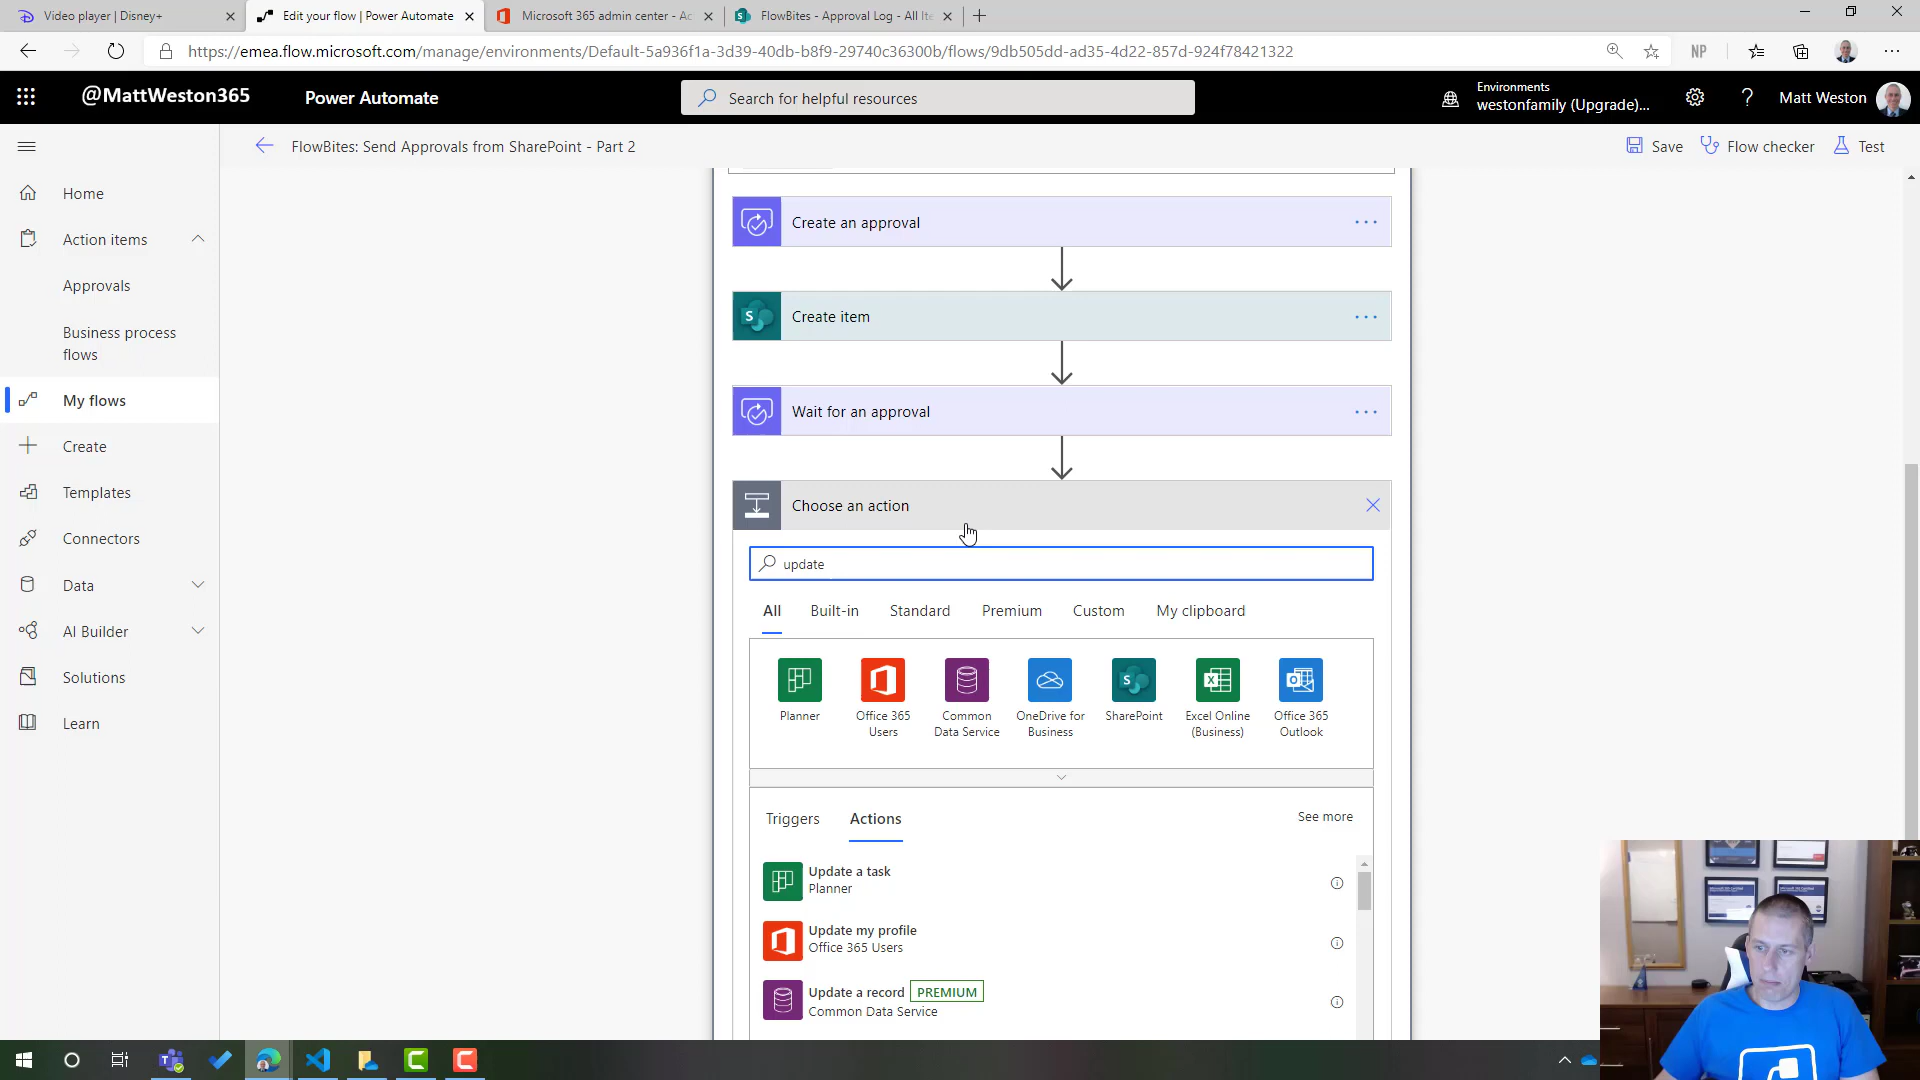 Video player | Disney+
Edit your flow | Power Automate
Microsoft 365 admin center - Ac
FlowBites - Approval Log - All Ite
https://emea.flow.microsoft.com/manage/environments/Default-5a936f1a-3d39-40db-b8f9-29740c36300b/flows/9db505dd-ad35-4d22-857d-924f78421322
NP
@MattWeston365
Power Automate
Search for helpful resources
Environments
westonfamily (Upgrade)...
?
Matt Weston
FlowBites: Send Approvals from SharePoint - Part 2
Save
Flow checker
Test
Home
Action items
Approvals
Business process
flows
My flows
Create
Templates
Connectors
Data
AI Builder
Solutions
Learn
Create an approval
Create item
Wait for an approval
Choose an action
update
All
Built-in
Standard
Premium
Custom
My clipboard
Planner
Office 365
Users
Common
Data Service
OneDrive for
Business
SharePoint
Excel Online
(Business)
Office 365
Outlook
Triggers
Actions
See more
Update a task
Planner
Update my profile
Office 365 Users
Update a record PREMIUM
Common Data Service